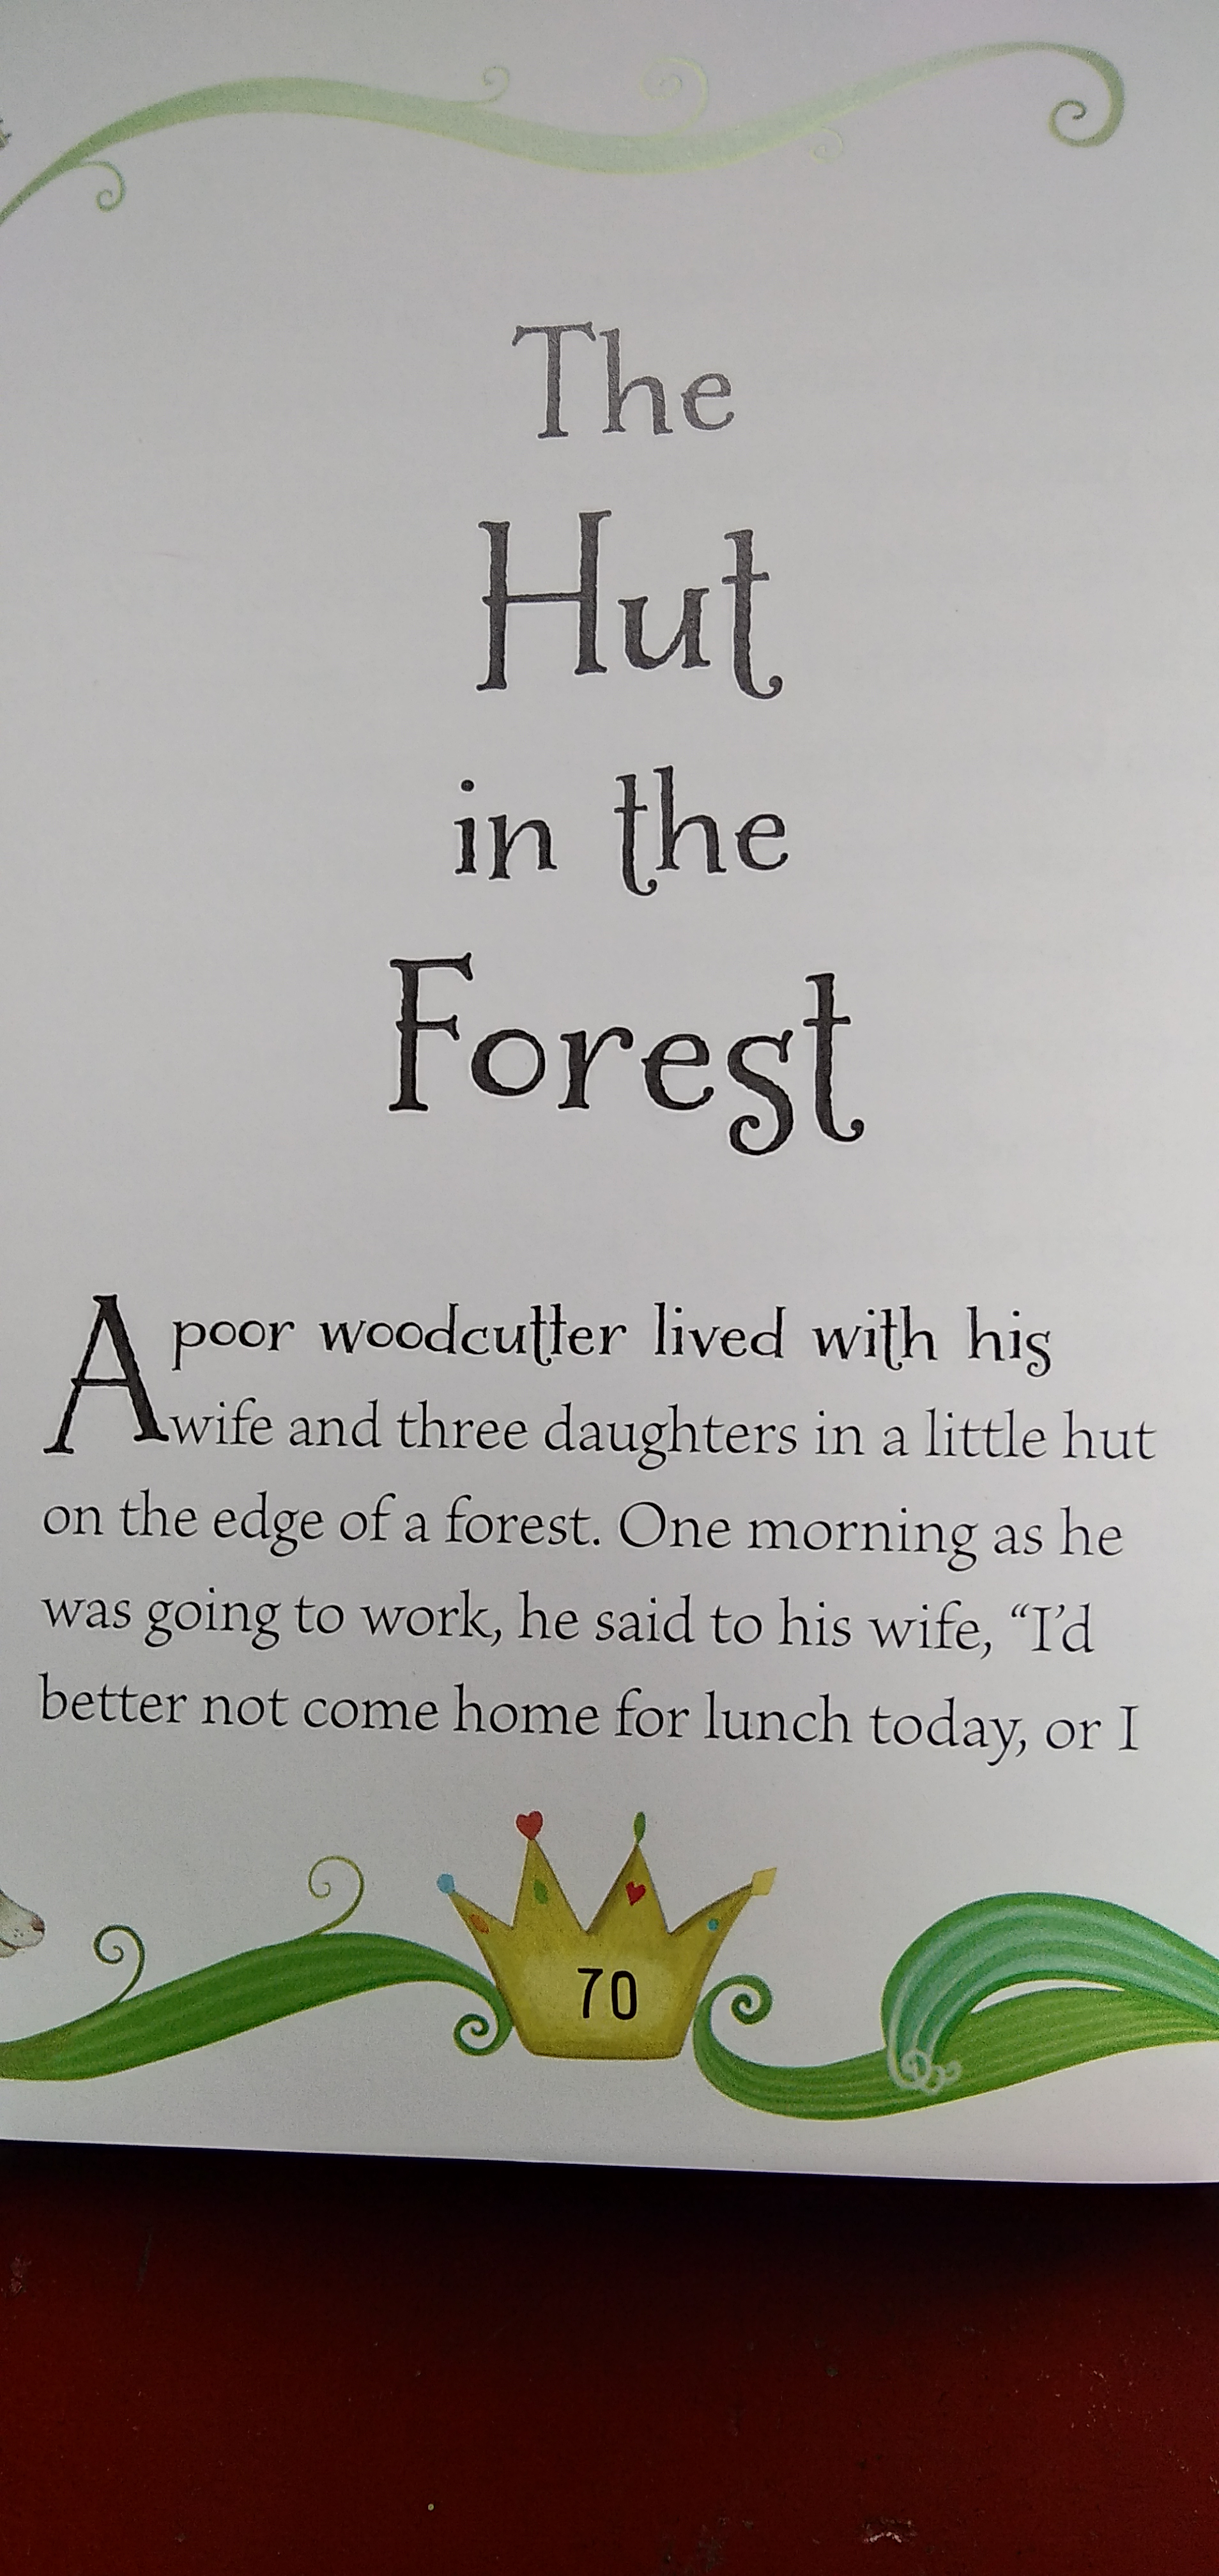 The
Hut
in the
Forest
A poor woodcutter lived with his
wife and three daughters in a little hut
on the edge of a forest. One morning as he
was going to work, he said to his wife, “I’d
better not come home for lunch today, or I
70